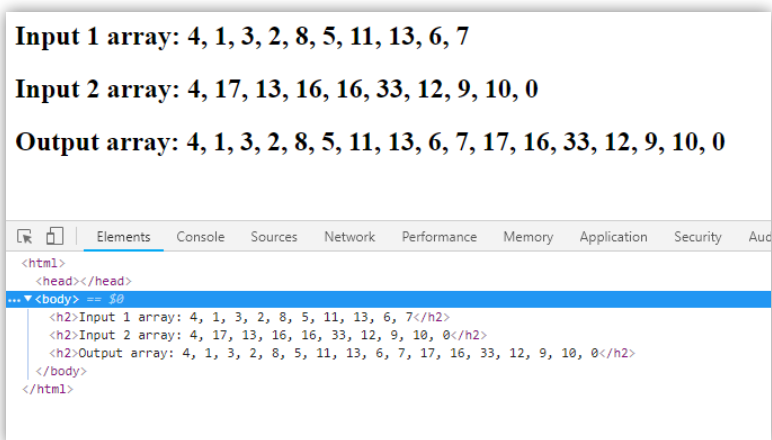 Input 1 array: 4, 1, 3, 2, 8, 5, 11, 13, 6, 7
Input 2 array: 4, 17, 13, 16, 16, 33, 12, 9, 10, 0
Output array: 4, 1, 3, 2, 8, 5, 11, 13, 6, 7, 17, 16, 33, 12, 9, 10, 0
Elements Console Sources Network Performance Memory Application Security Aud
<html>
<head></head>
... ▼ <body> == $0
<h2>Input 1 array: 4, 1, 3, 2, 8, 5, 11, 13, 6, 7</h2>
<h2>Input 2 array: 4, 17, 13, 16, 16, 33, 12, 9, 10, 0</h2>
<h2>Output array: 4, 1, 3, 2, 8, 5, 11, 13, 6, 7, 17, 16, 33, 12, 9, 10, 0</h2>
</body>
</html>